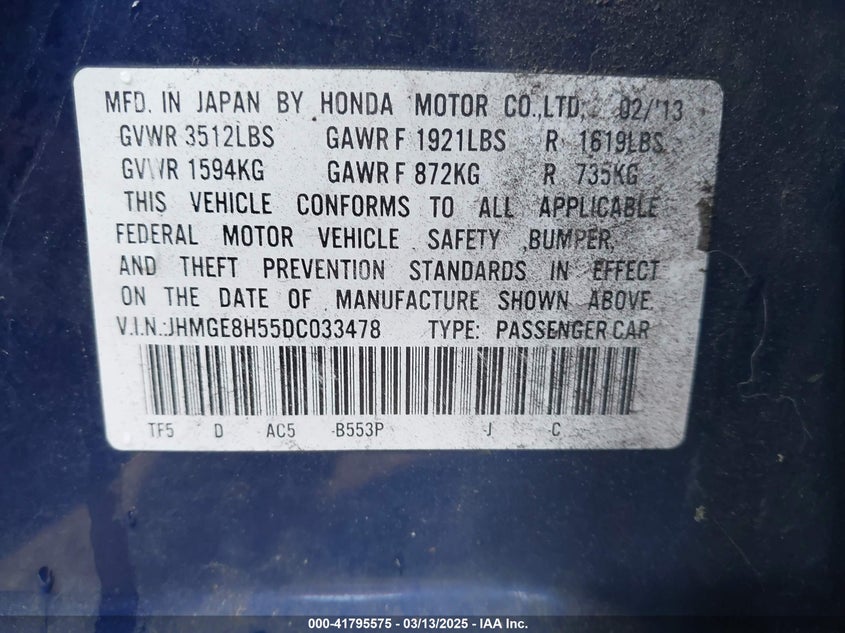 MFD. IN JAPAN BY HONDA MOTOR CO.,LTD. 02/'13
GVWR 3512LBS GAWR F 1921LBS R 1619LBS
GVWR 1594KG GAWR F 872KG R 735KG
THIS VEHICLE CONFORMS TO ALL APPLICABLE
FEDERAL MOTOR VEHICLE SAFETY ,BUMPER,
AND THEFT PREVENTION STANDARDS IN EFFECT
ON THE DATE OF MANUFACTURE SHOWN ABOVE.
V.I.N.:JHMGE8H55DC033478 TYPE: PASSENGER CAR
TF5 D AC5 -B553P -J C
000-41795575 — 03/13/2025 — IAA Inc.